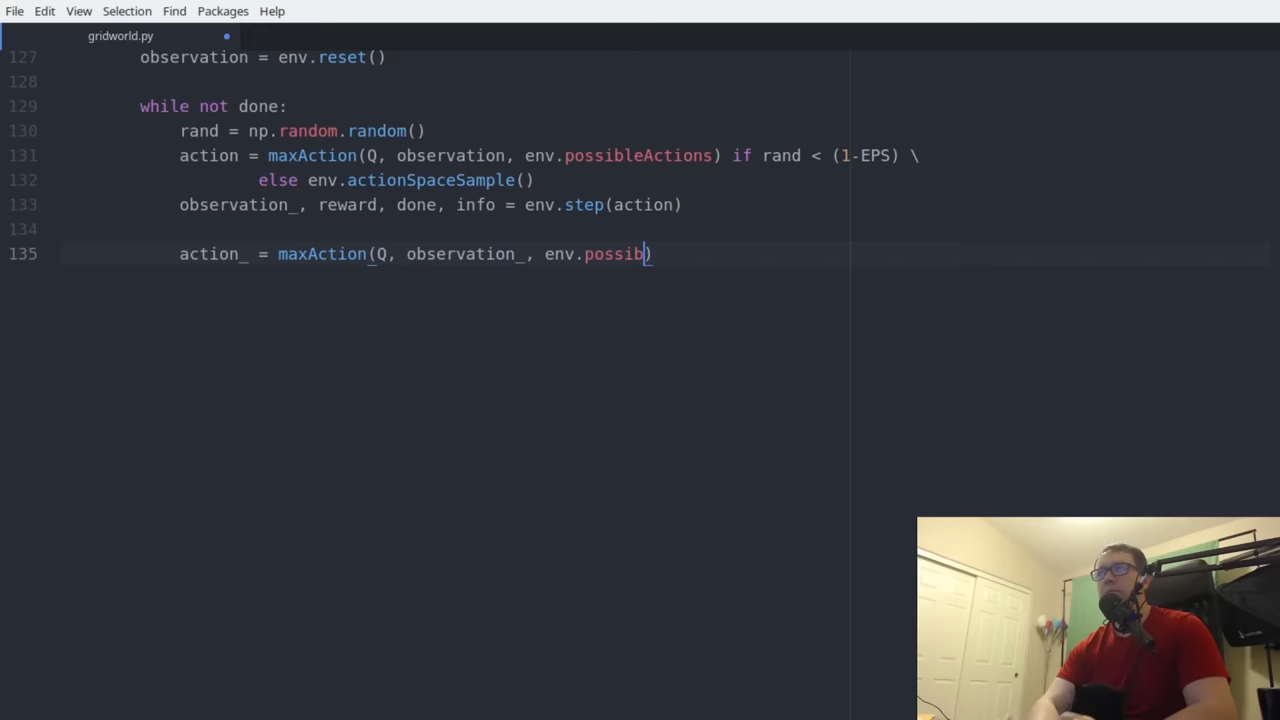 File Edit View Selection Find Packages Help
gridworld.py
127 observation = env.reset()
128
129 while not done:
130 rand = np.random.random()
131 action = maxAction(Q, observation, env.possibleActions) if rand < (1-EPS) \
132 else env.actionSpaceSample()
133 observation_, reward, done, info = env.step(action)
134
135 action_ = maxAction(Q, observation_, env.possib)